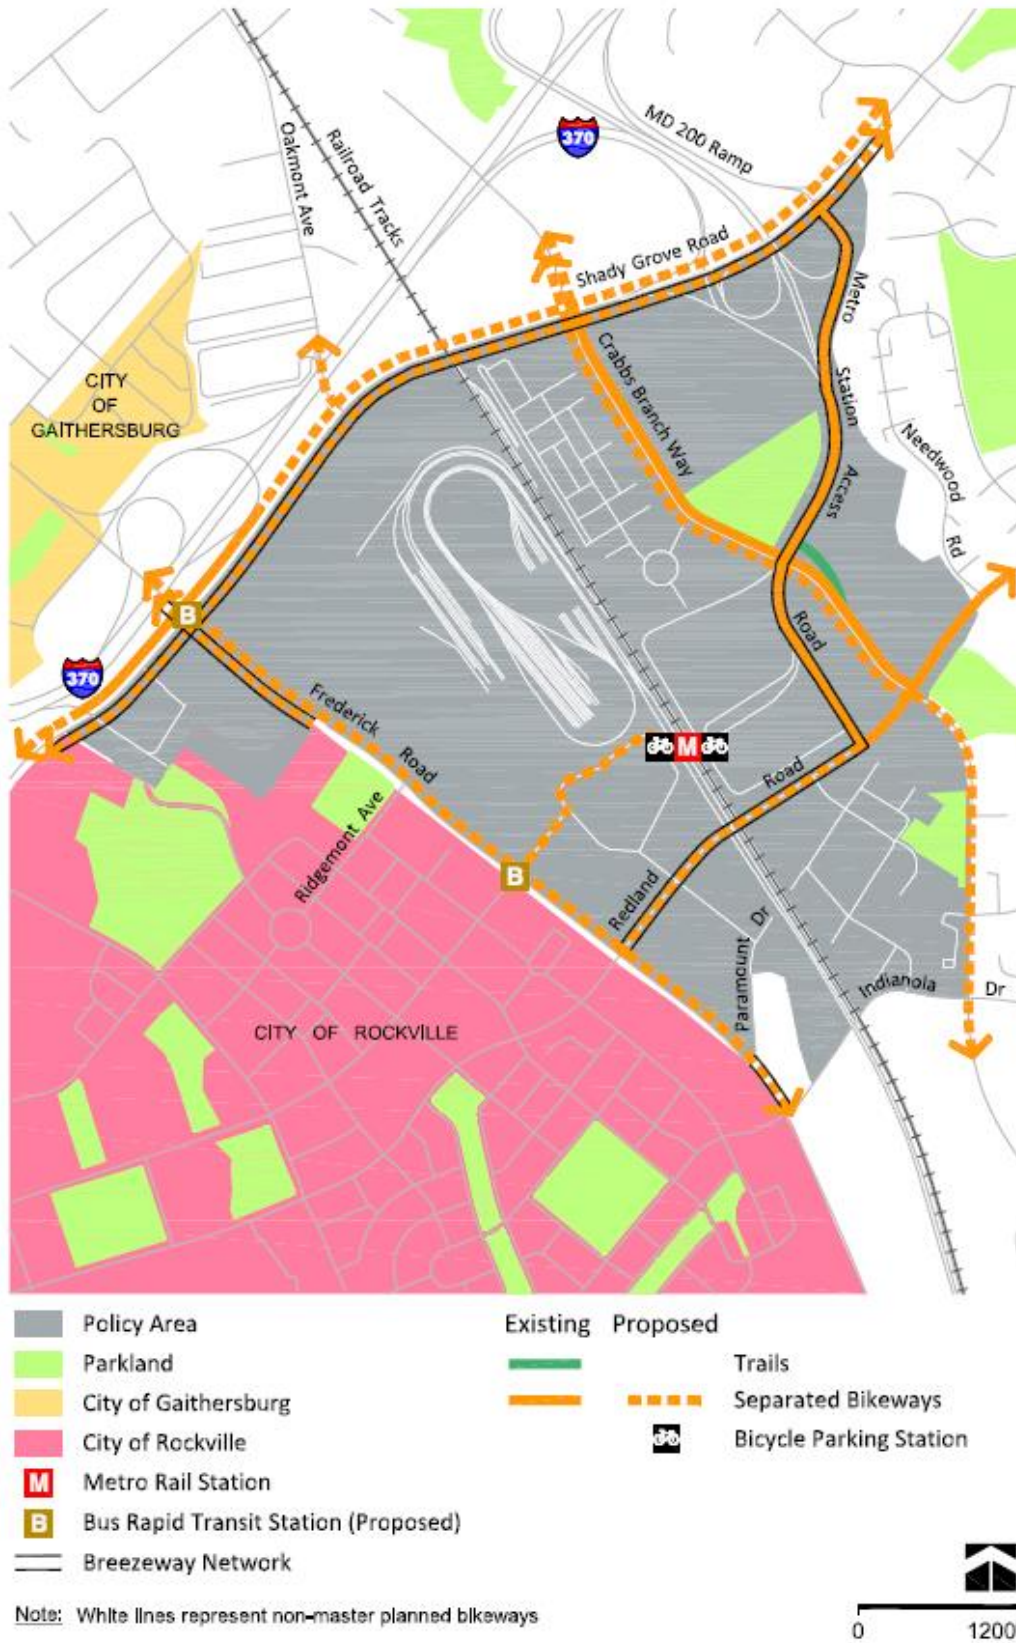 MD 200 Ramp
370
Oakmont Ave
Railroad Tracks
Shady Grove Road
Metro
Station
Access
Road
Crabbs Branch Way
CITY
OF
GAITHERSBURG
Needwood
Rd
B
370
Frederick
Road
M
Road
Ridgemont Ave
B
Redland
Paramount
Dr
Indianola
Dr
CITY OF ROCKVILLE
Policy Area
Parkland
City of Gaithersburg
City of Rockville
M Metro Rail Station
B Bus Rapid Transit Station (Proposed)
Breezeway Network
Note: White lines represent non-master planned bikeways
Existing Proposed
Trails
Separated Bikeways
Bicycle Parking Station
0 1200